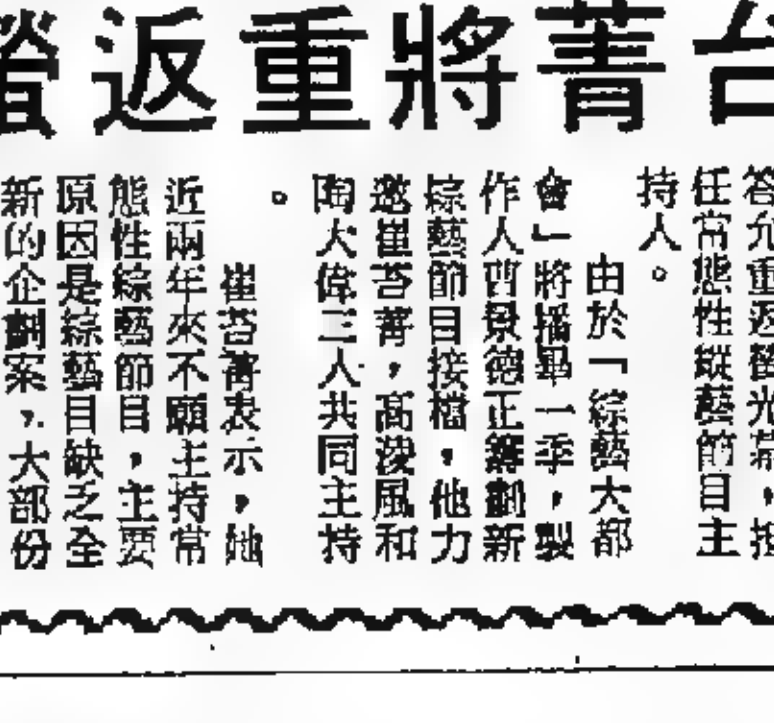 螢返重將菁台
答允重返螢光幕，擔
任常態性縱藝節目主
持人。
由於「綜藝大都
會」將播畢一季，製
作人曹景德正籌劃新
綜藝節目接檔，他力
邀崔苔菁，高淩風和
陶大偉三人共同主持
。
崔苔菁表示，她
近兩年來不願主持常
態性綜藝節目，主要
原因是綜藝目缺乏全
新的企劃案，大部份